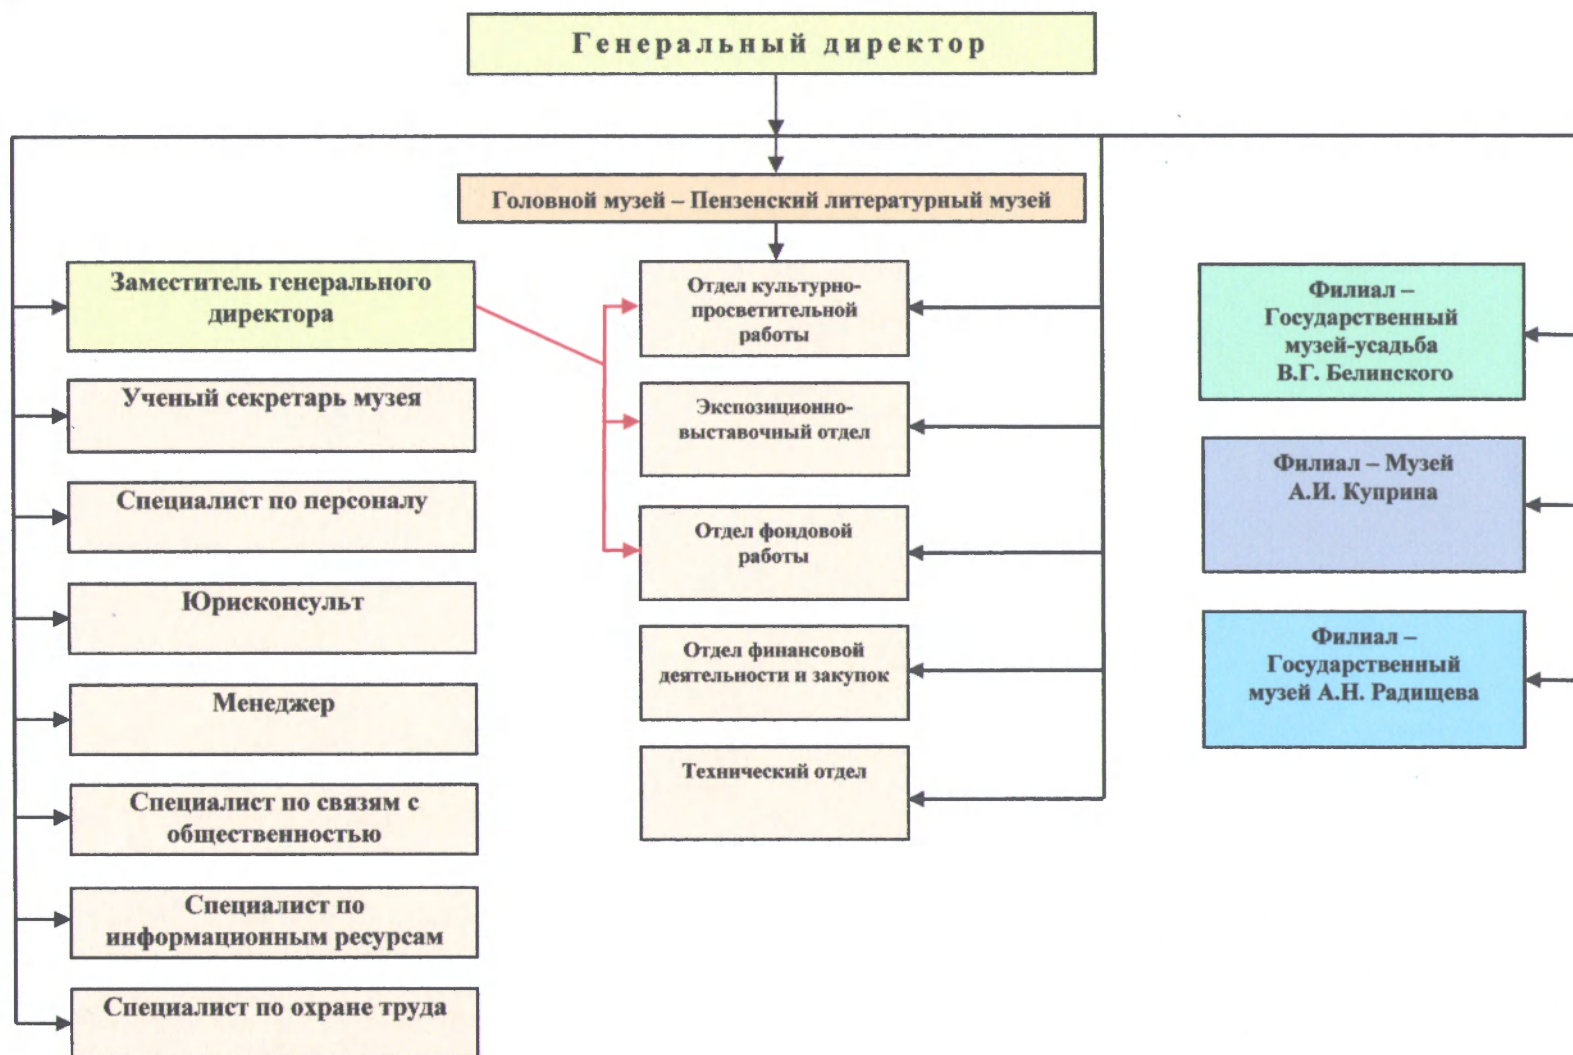 Генеральный директор
Головной музей – Пензенский литературный музей
Заместитель генерального
директора
Ученый секретарь музея
Специалист по персоналу
Юрисконсульт
Менеджер
Специалист по связям с
общественностью
Специалист по
информационным ресурсам
Специалист по охране труда
Отдел культурно-
просветительной
работы
Экспозиционно-
выставочный отдел
Отдел фондовой
работы
Отдел финансовой
деятельности и закупок
Технический отдел
Филиал –
Государственный
музей-усадьба
В.Г. Белинского
Филиал – Музей
А.И. Куприна
Филиал –
Государственный
музей А.Н. Радищева